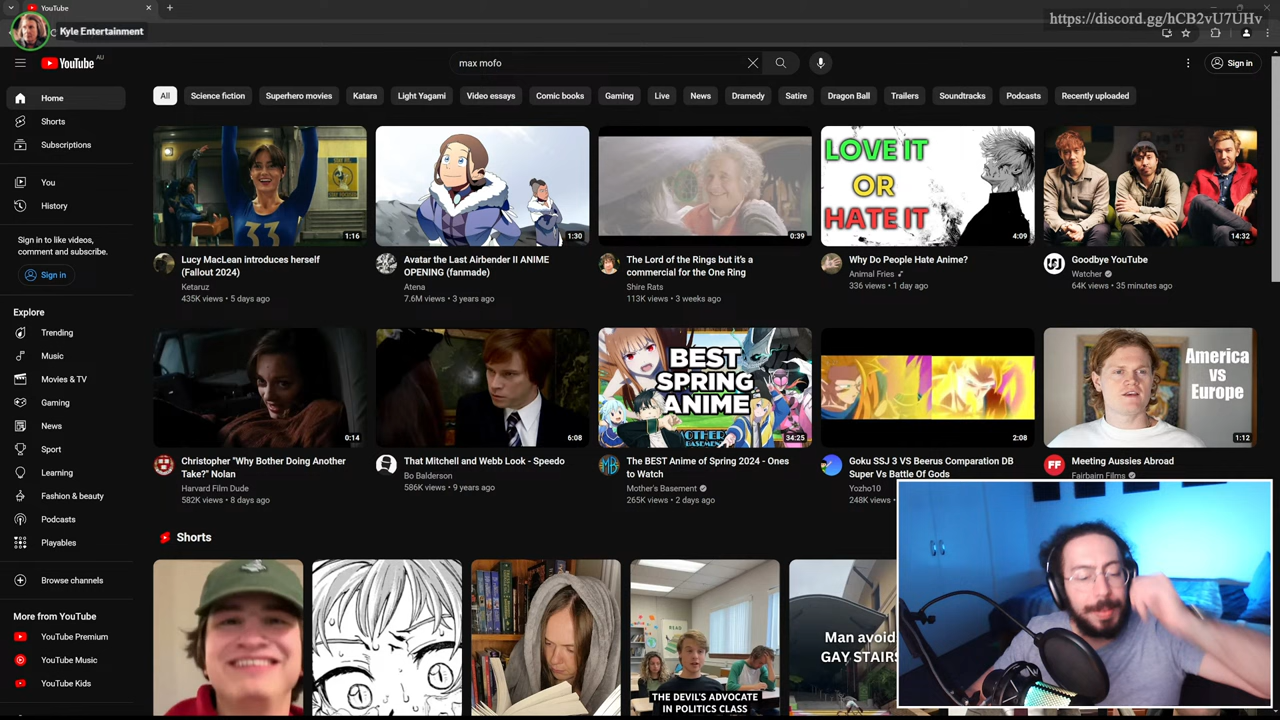 YouTube
https://discord.gg/hCB2vU7UHv
Kyle Entertainment
YouTube AU
max mofo
Sign in
Home
Shorts
Subscriptions
You
History
Sign in to like videos,
comment and subscribe.
Sign in
Explore
Trending
Music
Movies & TV
Gaming
News
Sport
Learning
Fashion & beauty
Podcasts
Playables
Browse channels
More from YouTube
YouTube Premium
YouTube Music
YouTube Kids
All
Science fiction
Superhero movies
Katara
Light Yagami
Video essays
Comic books
Gaming
Live
News
Dramedy
Satire
Dragon Ball
Trailers
Soundtracks
Podcasts
Recently uploaded
33
1:16
Lucy MacLean introduces herself
(Fallout 2024)
Ketaruz
435K views • 5 days ago
1:30
Avatar the Last Airbender II ANIME
OPENING (fanmade)
Atena
7.6M views • 3 years ago
0:39
The Lord of the Rings but it's a
commercial for the One Ring
Shire Rats
113K views • 3 weeks ago
LOVE IT
OR
HATE IT
4:09
Why Do People Hate Anime?
Animal Fries
336 views • 1 day ago
14:32
Goodbye YouTube
Watcher
64K views • 35 minutes ago
0:14
Christopher "Why Bother Doing Another
Take?" Nolan
Harvard Film Dude
582K views • 8 days ago
6:08
That Mitchell and Webb Look - Speedo
Bo Balderson
586K views • 9 years ago
BEST
SPRING
ANIME
MOTHER'S BASEMENT
34:25
The BEST Anime of Spring 2024 - Ones
to Watch
Mother's Basement
265K views • 2 days ago
2:08
Goku SSJ 3 VS Beerus Comparation DB
Super Vs Battle Of Gods
Yozho10
248K views
America
vs
Europe
1:12
Meeting Aussies Abroad
Fairbairn Films
Shorts
READ
THE DEVIL'S ADVOCATE
IN POLITICS CLASS
Man avoid
GAY STAIRS